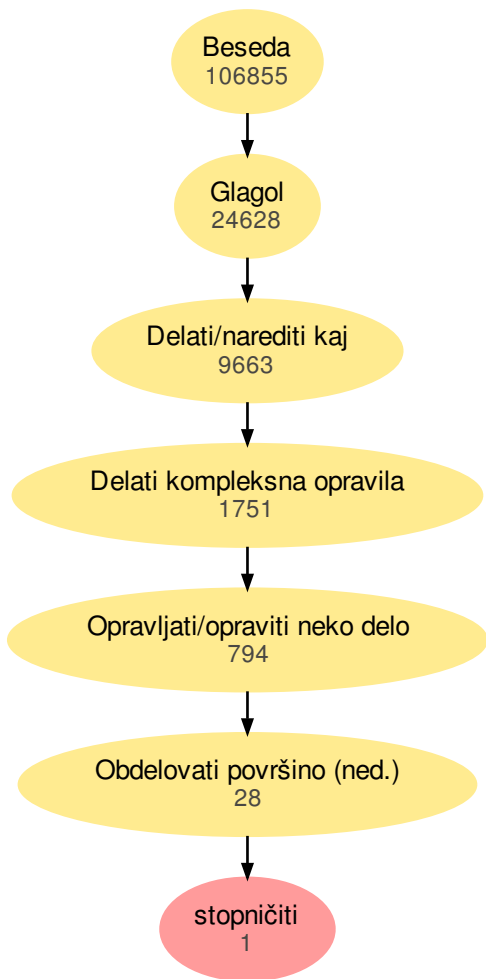 Beseda
106855
Glagol
24628
Delati/narediti kaj
9663
Delati kompleksna opravila
1751
Opravljati/opraviti neko delo
794
Obdelovati površino (ned.)
28
stopničiti
1